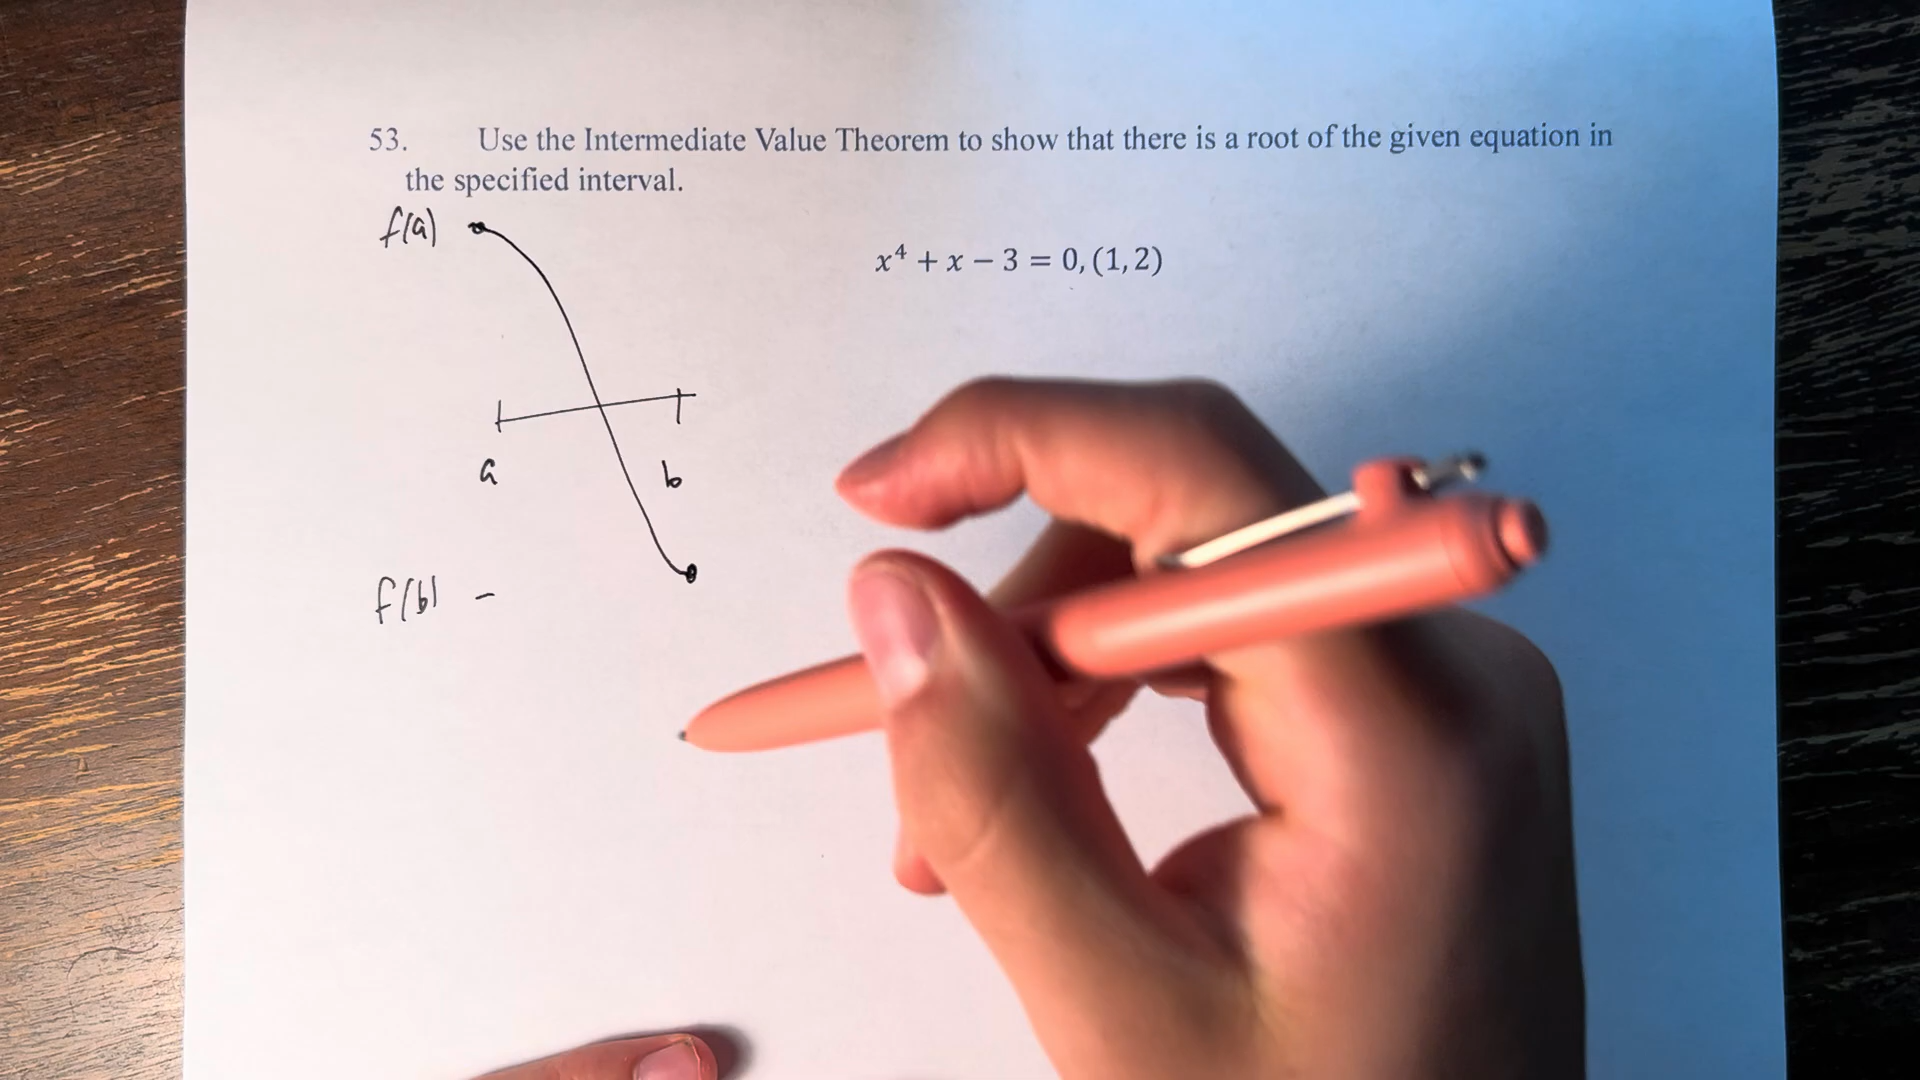 53. Use the Intermediate Value Theorem to show that there is a root of the given equation in
the specified interval.
f(a)
x⁴ + x − 3 = 0, (1, 2)
a b
f(b) –